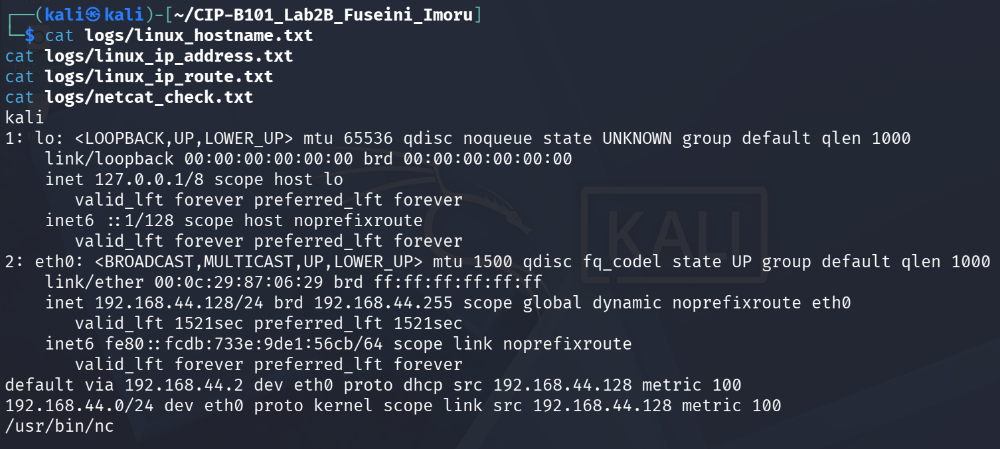 ┌──(kali㉿kali)-[~/CIP-B101_Lab2B_Fuseini_Imoru]
└─$ cat logs/linux_hostname.txt
cat logs/linux_ip_address.txt
cat logs/linux_ip_route.txt
cat logs/netcat_check.txt
kali
1: lo: <LOOPBACK,UP,LOWER_UP> mtu 65536 qdisc noqueue state UNKNOWN group default qlen 1000
    link/loopback 00:00:00:00:00:00 brd 00:00:00:00:00:00
    inet 127.0.0.1/8 scope host lo
       valid_lft forever preferred_lft forever
    inet6 ::1/128 scope host noprefixroute
       valid_lft forever preferred_lft forever
2: eth0: <BROADCAST,MULTICAST,UP,LOWER_UP> mtu 1500 qdisc fq_codel state UP group default qlen 1000
    link/ether 00:0c:29:87:06:29 brd ff:ff:ff:ff:ff:ff
    inet 192.168.44.128/24 brd 192.168.44.255 scope global dynamic noprefixroute eth0
       valid_lft 1521sec preferred_lft 1521sec
    inet6 fe80::fcdb:733e:9de1:56cb/64 scope link noprefixroute
       valid_lft forever preferred_lft forever
default via 192.168.44.2 dev eth0 proto dhcp src 192.168.44.128 metric 100
192.168.44.0/24 dev eth0 proto kernel scope link src 192.168.44.128 metric 100
/usr/bin/nc
KALI